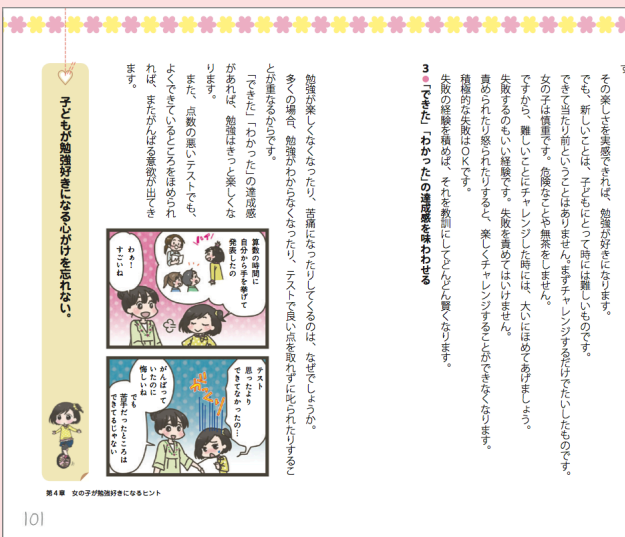 す
その楽しさを実感できれば、勉強が好きになります。
でも、新しいことは、子どもにとって時には難しいものです。
できて当たり前ということはありません。まずチャレンジするだけでたいしたものです。
女の子は慎重です。危険なことや無茶をしません。
ですから、難しいことにチャレンジした時には、大いにほめてあげましょう。
失敗するのもいい経験です。失敗を責めてはいけません。
責められたり怒られたりすると、楽しくチャレンジすることができなくなります。
積極的な失敗はOKです。
失敗の経験を積めば、それを教訓にしてどんどん賢くなります。
3●「できた」「わかった」の達成感を味わわせる
勉強が楽しくなくなったり、苦痛になったりしてくるのは、なぜでしょうか。
多くの場合、勉強がわからなくなったり、テストで良い点を取れずに叱られたりするこ
とが重なるからです。
「できた」「わかった」の達成感
があれば、勉強はきっと楽しくな
ります。
また、点数の悪いテストでも、
よくできているところをほめられ
れば、またがんばる意欲が出てき
ます。
算数の時間に
自分から手を挙げて
発表したの
ハイ!
わぁ!
すごいね
テスト
思ったより
できてなかったの…
がんばって
いたのに
悔しいね
でも
苦手だったところは
できてるじゃない
子どもが勉強好きになる心がけを忘れない。
第4章 女の子が勉強好きになるヒント
101